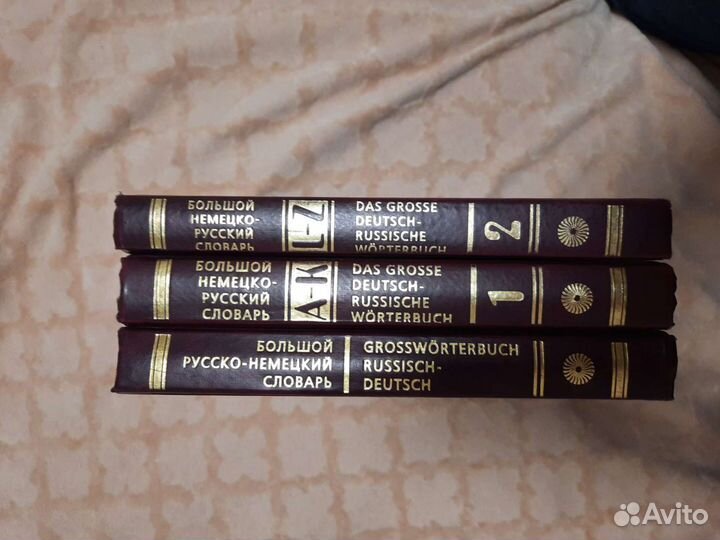 БОЛЬШОЙ
НЕМЕЦКО-
РУССКИЙ
СЛОВАРЬ
L-Z
DAS GROSSE
DEUTSCH-
RUSSISCHE
WÖRTERBUCH
2
БОЛЬШОЙ
НЕМЕЦКО-
РУССКИЙ
СЛОВАРЬ
A-K
DAS GROSSE
DEUTSCH-
RUSSISCHE
WÖRTERBUCH
1
БОЛЬШОЙ
РУССКО-НЕМЕЦКИЙ
СЛОВАРЬ
GROSSWÖRTERBUCH
RUSSISCH-
DEUTSCH
Avito